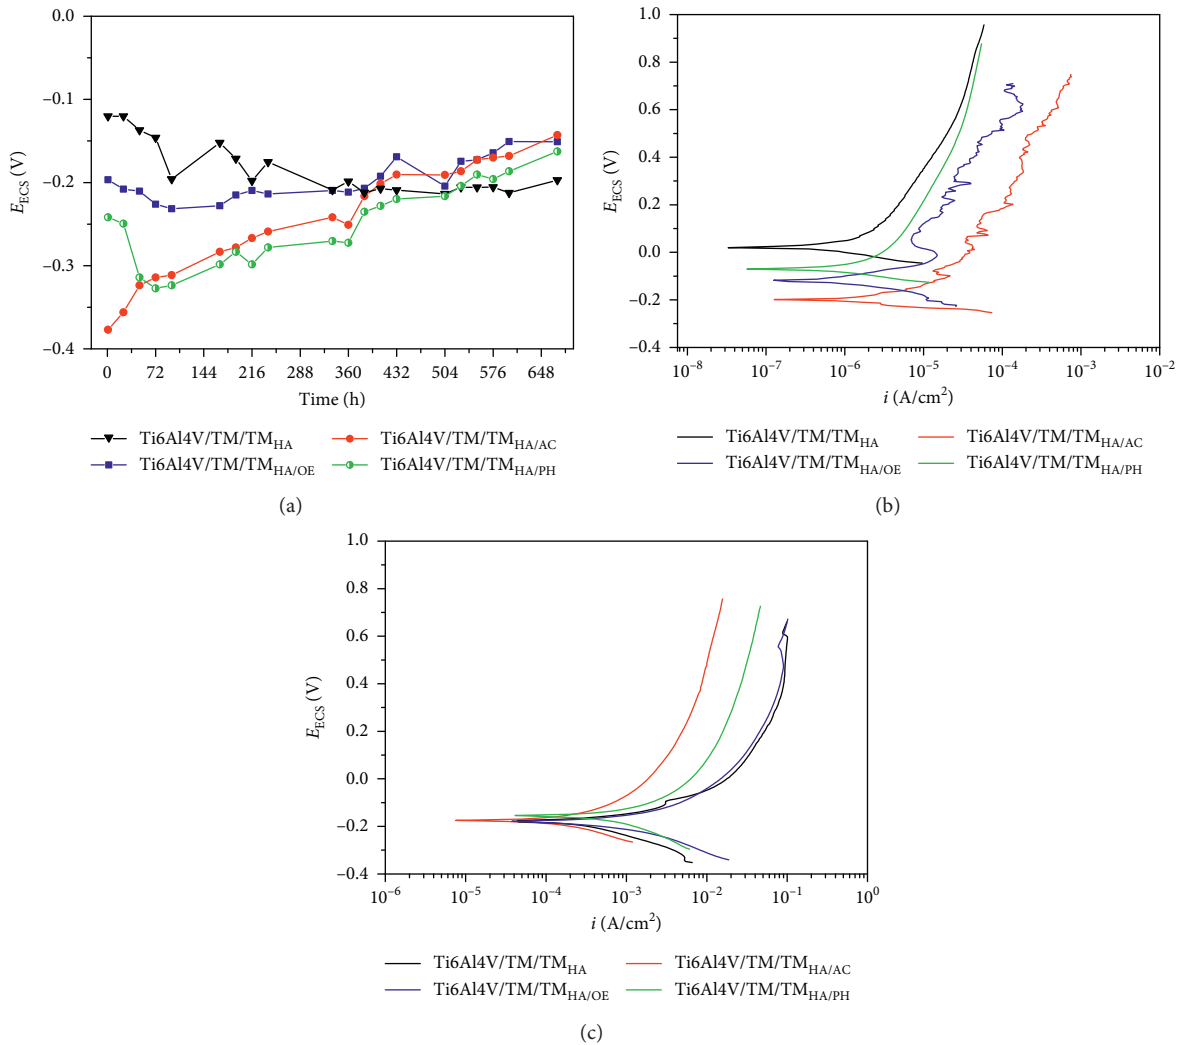 0.0
–0.1
–0.2
–0.3
–0.4
E_ECS (V)
0 72 144 216 288 360 432 504 576 648
Time (h)
Ti6Al4V/TM/TM_HA
Ti6Al4V/TM/TM_HA/OE
Ti6Al4V/TM/TM_HA/AC
Ti6Al4V/TM/TM_HA/PH
(a)
1.0
0.8
0.6
0.4
0.2
0.0
–0.2
–0.4
E_ECS (V)
10⁻⁸ 10⁻⁷ 10⁻⁶ 10⁻⁵ 10⁻⁴ 10⁻³ 10⁻²
i (A/cm²)
Ti6Al4V/TM/TM_HA
Ti6Al4V/TM/TM_HA/OE
Ti6Al4V/TM/TM_HA/AC
Ti6Al4V/TM/TM_HA/PH
(b)
1.0
0.8
0.6
0.4
0.2
0.0
–0.2
–0.4
E_ECS (V)
10⁻⁶ 10⁻⁵ 10⁻⁴ 10⁻³ 10⁻² 10⁻¹ 10⁰
i (A/cm²)
Ti6Al4V/TM/TM_HA
Ti6Al4V/TM/TM_HA/OE
Ti6Al4V/TM/TM_HA/AC
Ti6Al4V/TM/TM_HA/PH
(c)